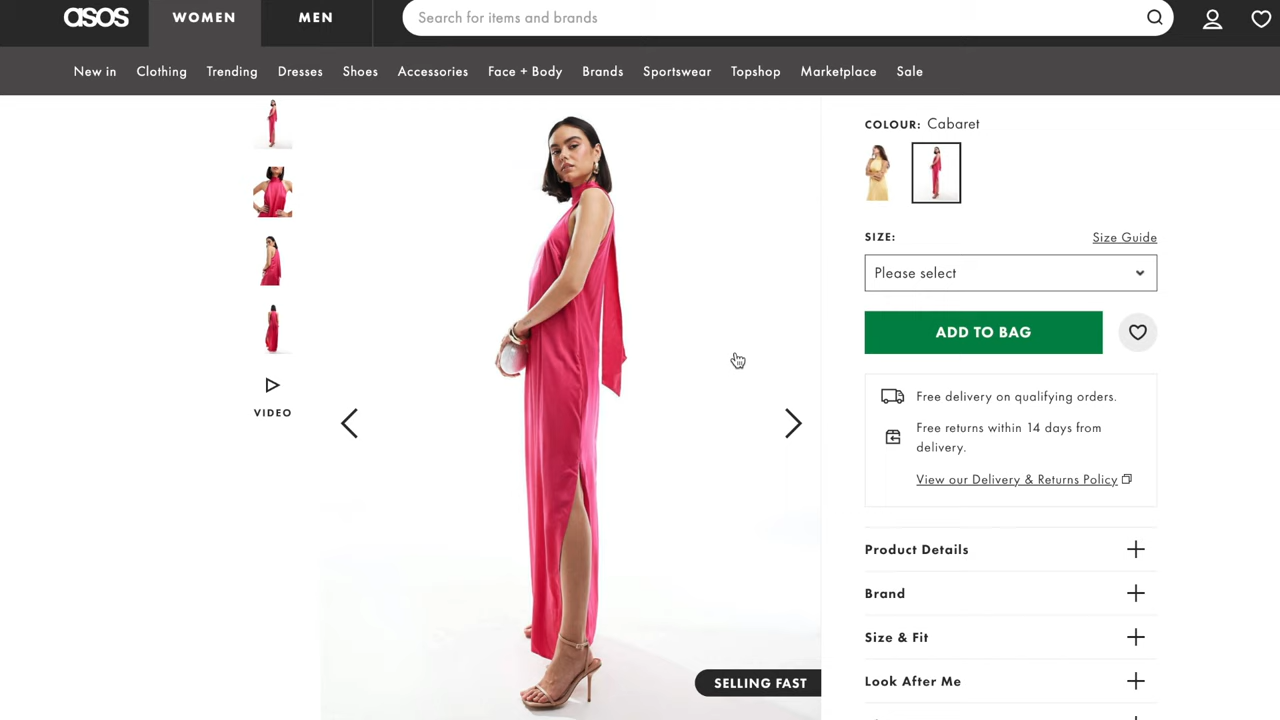 asos
WOMEN
MEN
Search for items and brands
New in
Clothing
Trending
Dresses
Shoes
Accessories
Face + Body
Brands
Sportswear
Topshop
Marketplace
Sale
VIDEO
SELLING FAST
COLOUR: Cabaret
SIZE:
Size Guide
Please select
ADD TO BAG
Free delivery on qualifying orders.
Free returns within 14 days from
delivery.
View our Delivery & Returns Policy
Product Details
Brand
Size & Fit
Look After Me